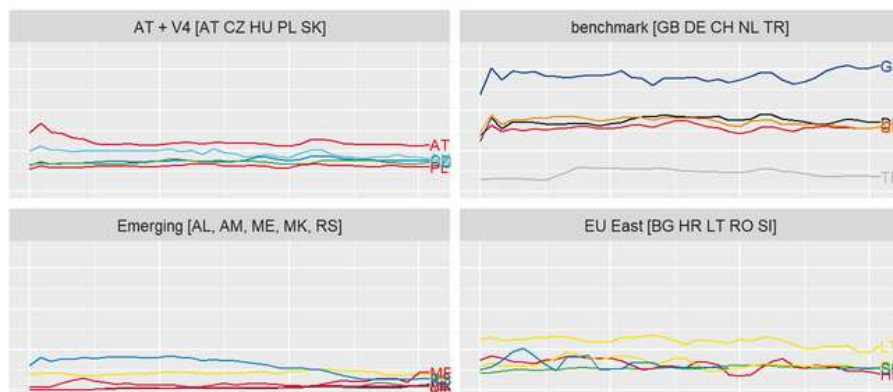 AT + V4 [AT CZ HU PL SK]
benchmark [GB DE CH NL TR]
G
AT
PL
Emerging [AL, AM, ME, MK, RS]
EU East [BG HR LT RO SI]
ME
H